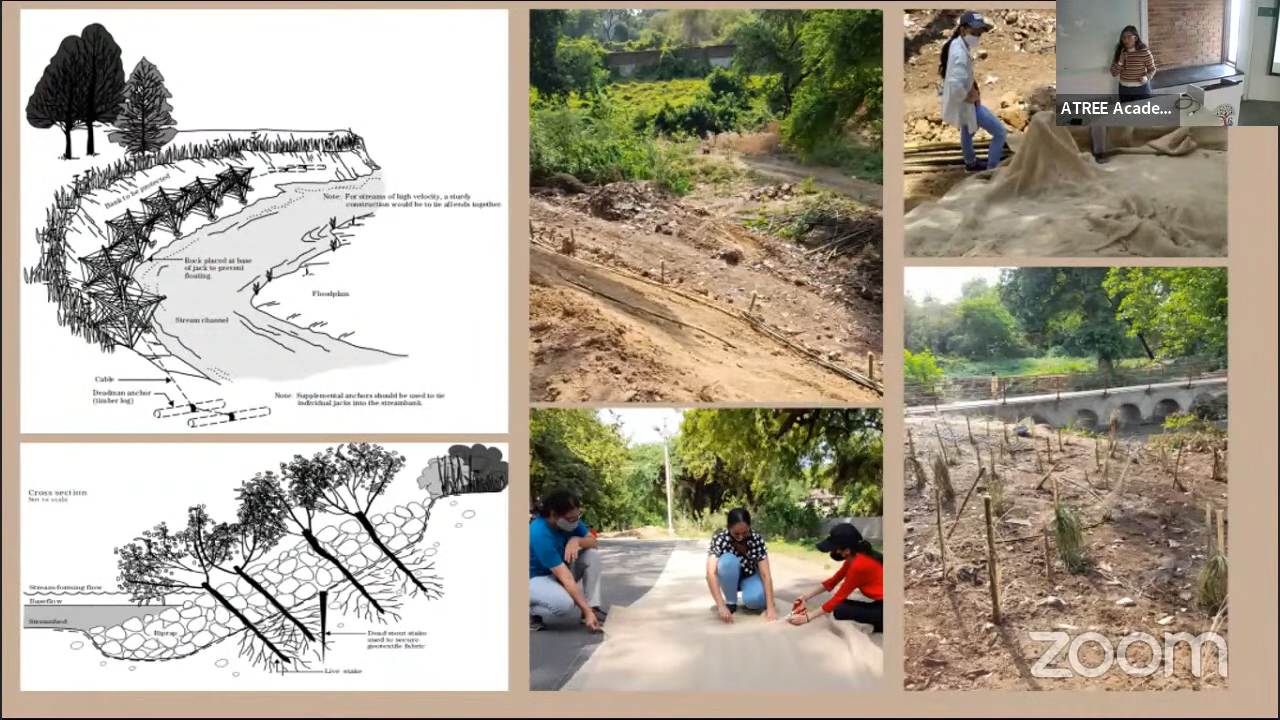 Bank to be protected
Note: For streams of high velocity, a sturdy
construction would be to tie all ends together.
Rock placed at base
of jack to prevent
floating.
Floodplain
Stream channel
Cable
Deadman anchor
(timber log)
Note: Supplemental anchors should be used to tie
individual jacks into the streambank.
Cross section
Not to scale
Stream-forming flow
Baseflow
Streambed
Riprap
Dead stout stake
used to secure
geotextile fabric
Live stake
ATREE Acade...
zoom